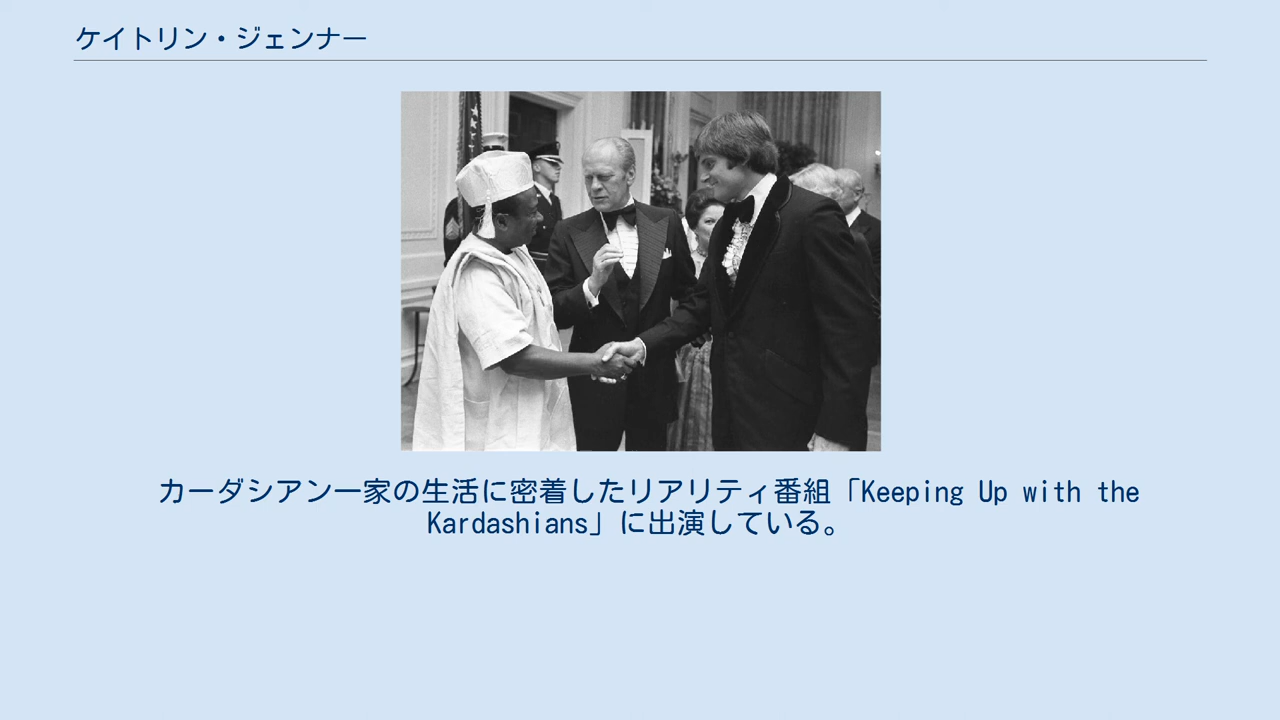 ケイトリン・ジェンナー
カーダシアン一家の生活に密着したリアリティ番組「Keeping Up with the
Kardashians」に出演している。